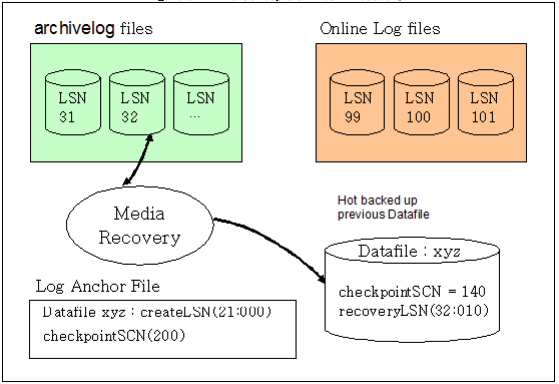 archivelog files
Online Log files
LSN
31
LSN
32
LSN
...
LSN
99
LSN
100
LSN
101
Media
Recovery
Hot backed up
previous Datafile
Datafile : xyz
checkpointSCN = 140
recoveryLSN(32:010)
Log Anchor File
Datafile xyz : createLSN(21:000)
checkpointSCN(200)